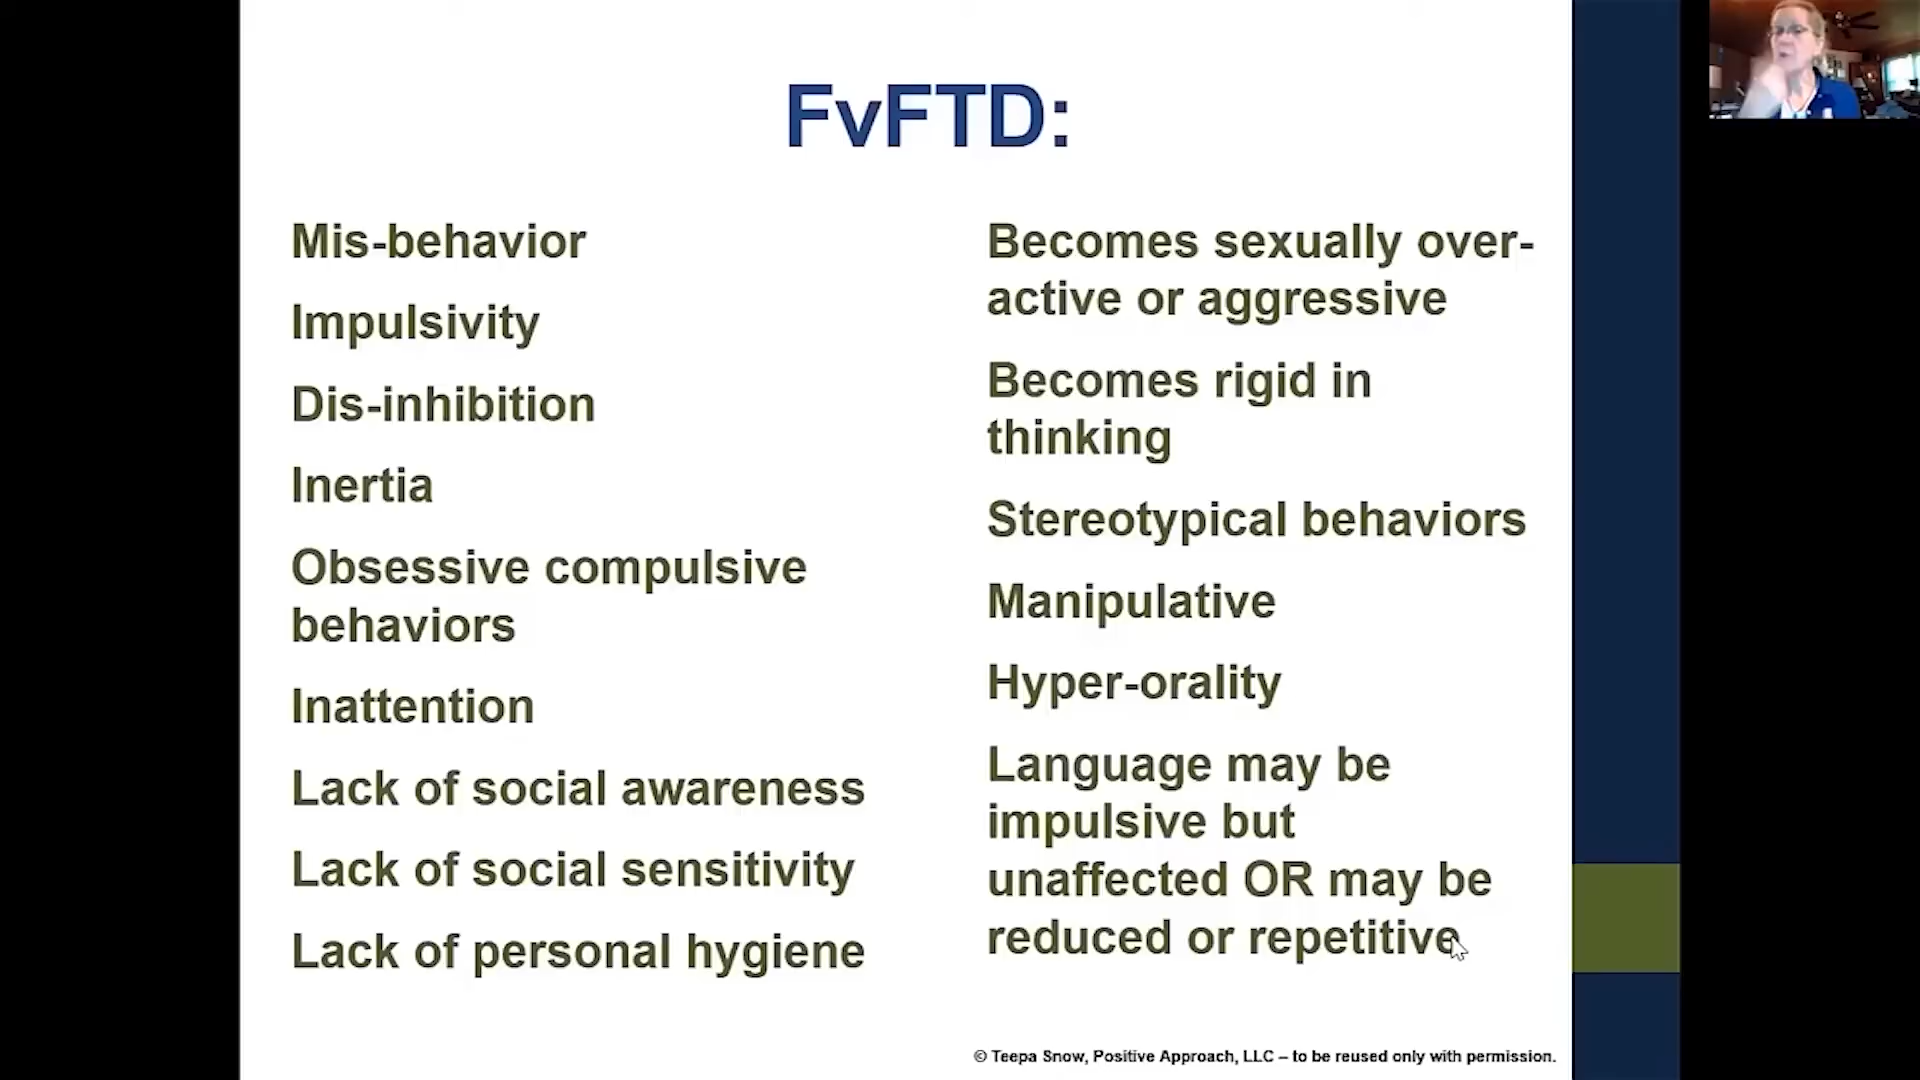 FvFTD:
Mis-behavior
Impulsivity
Dis-inhibition
Inertia
Obsessive compulsive
behaviors
Inattention
Lack of social awareness
Lack of social sensitivity
Lack of personal hygiene
Becomes sexually over-
active or aggressive
Becomes rigid in
thinking
Stereotypical behaviors
Manipulative
Hyper-orality
Language may be
impulsive but
unaffected OR may be
reduced or repetitive
© Teepa Snow, Positive Approach, LLC – to be reused only with permission.